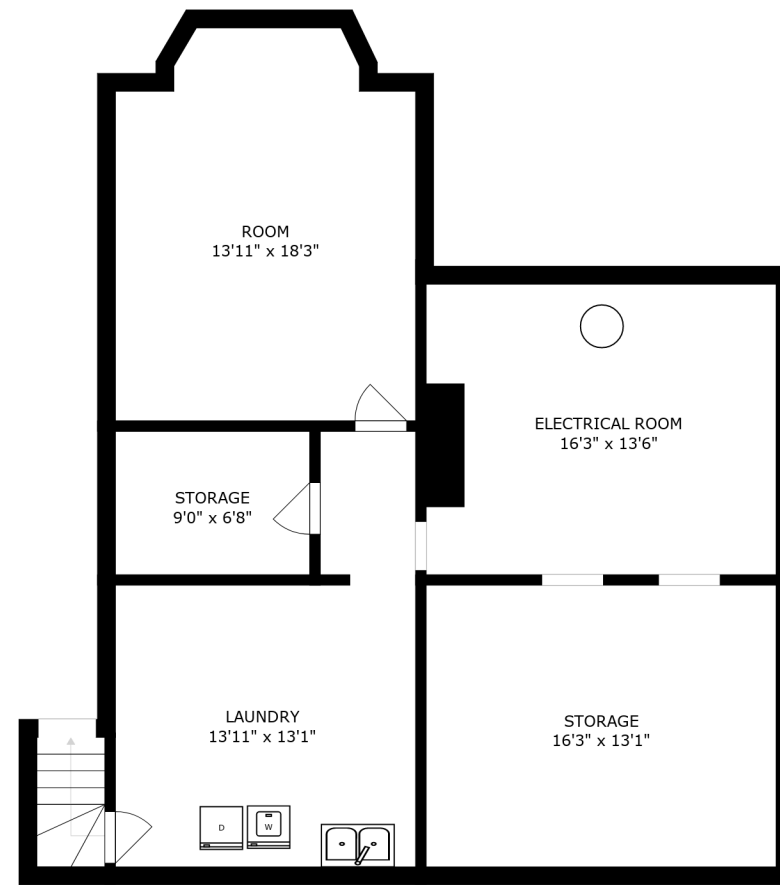 ROOM
13'11" x 18'3"
ELECTRICAL ROOM
16'3" x 13'6"
STORAGE
9'0" x 6'8"
LAUNDRY
13'11" x 13'1"
STORAGE
16'3" x 13'1"
D
W